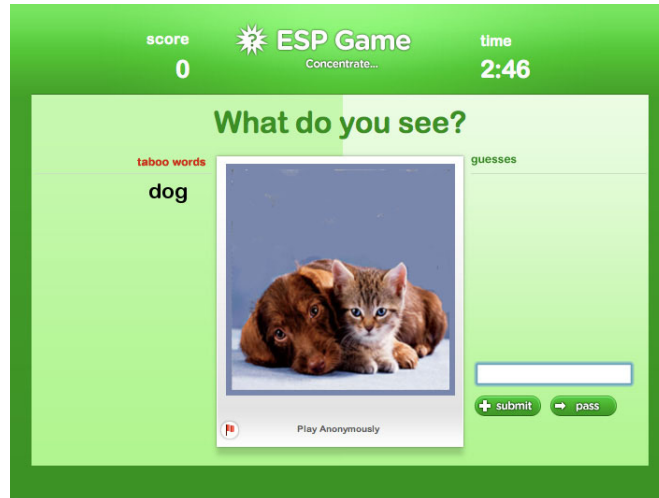 score
ESP Game
time
0
Concentrate...
2:46
What do you see?
taboo words
guesses
dog
submit
pass
Play Anonymously